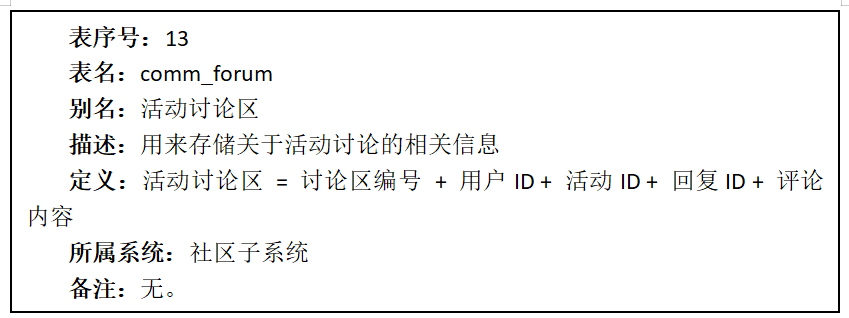 表序号：13
表名：comm_forum
别名：活动讨论区
描述：用来存储关于活动讨论的相关信息
定义：活动讨论区 = 讨论区编号 + 用户 ID + 活动 ID + 回复 ID + 评论
内容
所属系统：社区子系统
备注：无。